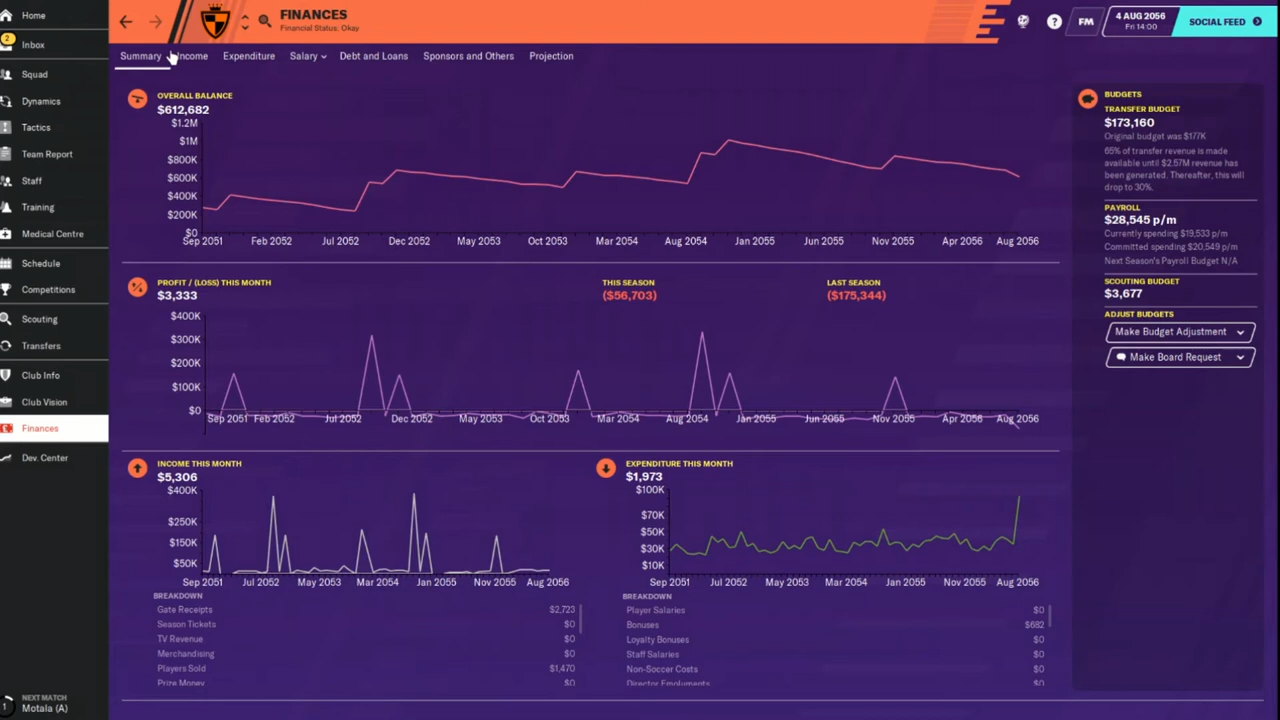 Home
2
Inbox
Squad
Dynamics
Tactics
Team Report
Staff
Training
Medical Centre
Schedule
Competitions
Scouting
Transfers
Club Info
Club Vision
Finances
Dev. Center
1
NEXT MATCH
Motala (A)
FINANCES
Financial Status: Okay
?
FM
4 AUG 2056
Fri 14:00
SOCIAL FEED
Summary
Income
Expenditure
Salary
Debt and Loans
Sponsors and Others
Projection
OVERALL BALANCE
$612,682
$1.2M
$1M
$800K
$600K
$400K
$200K
$0
Sep 2051 Feb 2052 Jul 2052 Dec 2052 May 2053 Oct 2053 Mar 2054 Aug 2054 Jan 2055 Jun 2055 Nov 2055 Apr 2056 Aug 2056
PROFIT / (LOSS) THIS MONTH
$3,333
THIS SEASON
($56,703)
LAST SEASON
($175,344)
$400K
$300K
$200K
$100K
$0
Sep 2051 Feb 2052 Jul 2052 Dec 2052 May 2053 Oct 2053 Mar 2054 Aug 2054 Jan 2055 Jun 2055 Nov 2055 Apr 2056 Aug 2056
INCOME THIS MONTH
$5,306
$400K
$250K
$150K
$50K
Sep 2051 Jul 2052 May 2053 Mar 2054 Jan 2055 Nov 2055 Aug 2056
BREAKDOWN
Gate Receipts $2,723
Season Tickets $0
TV Revenue $0
Merchandising $0
Players Sold $1,470
Prize Money $0
EXPENDITURE THIS MONTH
$1,973
$100K
$70K
$50K
$30K
$10K
Sep 2051 Jul 2052 May 2053 Mar 2054 Jan 2055 Nov 2055 Aug 2056
BREAKDOWN
Player Salaries $0
Bonuses $682
Loyalty Bonuses $0
Staff Salaries $0
Non-Soccer Costs $0
Director Emoluments $0
BUDGETS
TRANSFER BUDGET
$173,160
Original budget was $177K
65% of transfer revenue is made
available until $2.57M revenue has
been generated. Thereafter, this will
drop to 30%.
PAYROLL
$28,545 p/m
Currently spending $19,533 p/m
Committed spending $20,549 p/m
Next Season's Payroll Budget N/A
SCOUTING BUDGET
$3,677
ADJUST BUDGETS
Make Budget Adjustment
Make Board Request